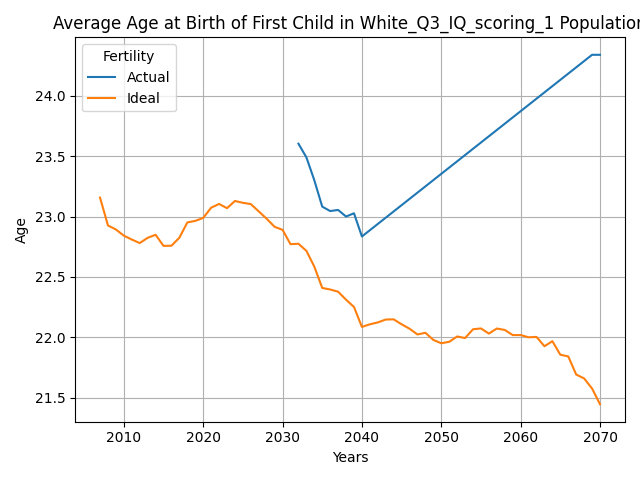 Average Age at Birth of First Child in White_Q3_IQ_scoring_1 Population
Fertility
Actual
Ideal
24.0
23.5
23.0
22.5
22.0
21.5
Age
2010 2020 2030 2040 2050 2060 2070
Years